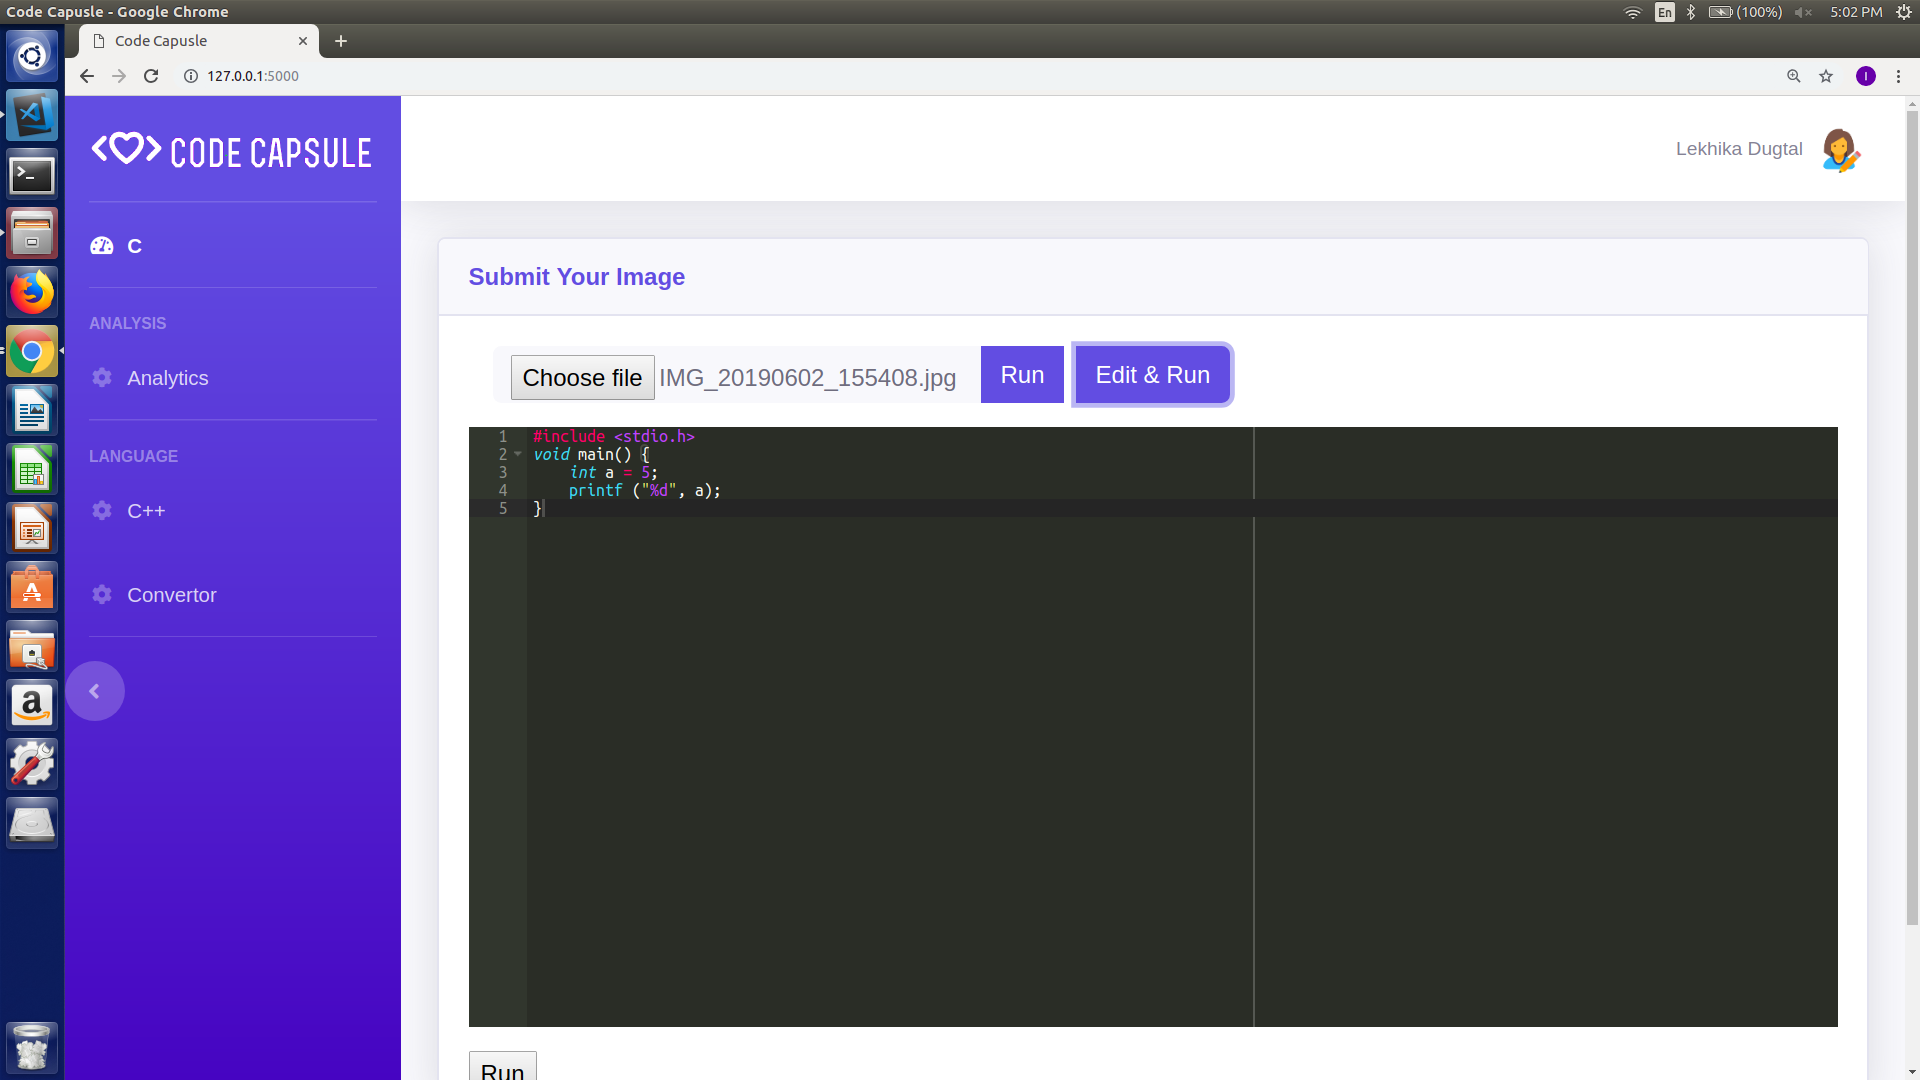 Code Capusle - Google Chrome
En (100%) 5:02 PM
Code Capusle
127.0.0.1:5000
I
CODE CAPSULE
Lekhika Dugtal
C
ANALYSIS
Analytics
LANGUAGE
C++
Convertor
Submit Your Image
Choose file IMG_20190602_155408.jpg Run Edit & Run
1 #include <stdio.h>
2 void main() {
3 int a = 5;
4 printf ("%d", a);
5 }
Run